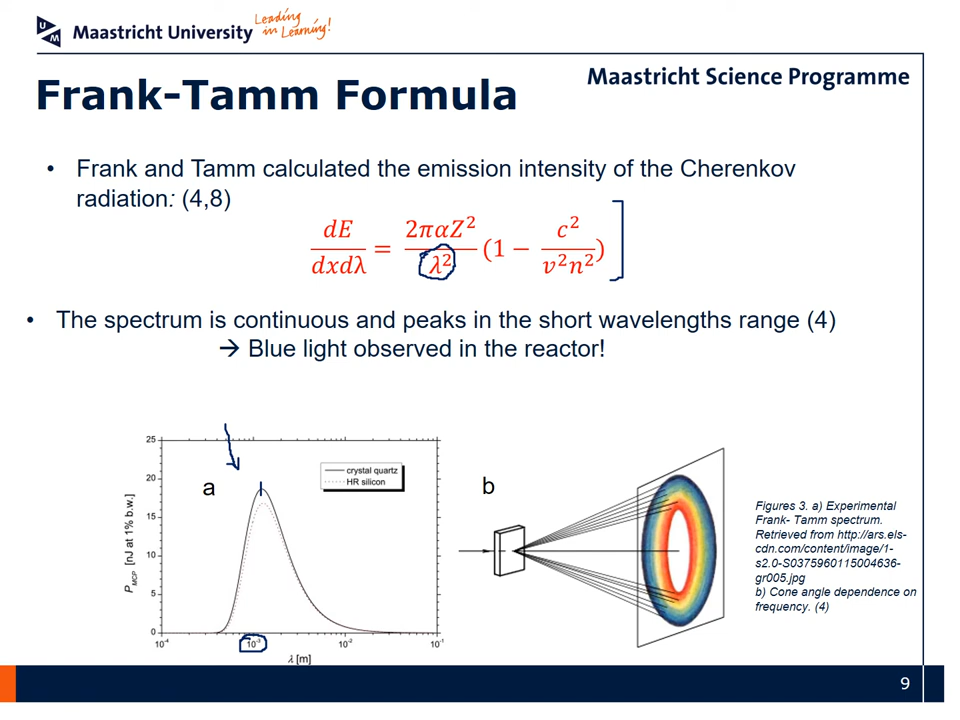 U
M
Maastricht University
Leading
in Learning!
Maastricht Science Programme
Frank-Tamm Formula
• Frank and Tamm calculated the emission intensity of the Cherenkov
radiation: (4,8)
dE/dxdλ = 2παZ²/λ² (1 − c²/v²n²)
• The spectrum is continuous and peaks in the short wavelengths range (4)
→ Blue light observed in the reactor!
a
25
20
15
10
5
0
P_MCP [nJ at 1% b.w.]
crystal quartz
HR silicon
10⁻⁴ 10⁻³ 10⁻² 10⁻¹
λ [m]
b
Figures 3. a) Experimental
Frank- Tamm spectrum.
Retrieved from http://ars.els-
cdn.com/content/image/1-
s2.0-S0375960115004636-
gr005.jpg
b) Cone angle dependence on
frequency. (4)
9